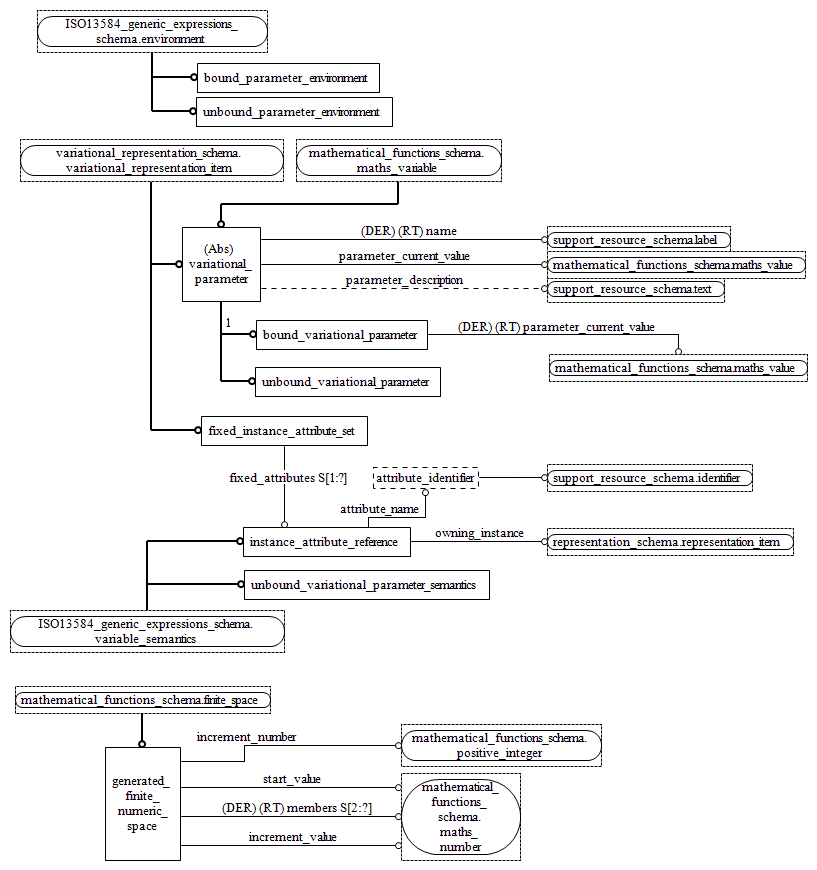 ISO13584_generic_expressions_
schema.environment
bound_parameter_environment
unbound_parameter_environment
variational_representation_schema.
variational_representation_item
mathematical_functions_schema.
maths_variable
(Abs)
variational_
parameter
(DER) (RT) name
support_resource_schema.label
parameter_current_value
mathematical_functions_schema.maths_value
parameter_description
support_resource_schema.text
1
bound_variational_parameter
(DER) (RT) parameter_current_value
mathematical_functions_schema.maths_value
unbound_variational_parameter
fixed_instance_attribute_set
fixed_attributes S[1:?]
attribute_identifier
support_resource_schema.identifier
attribute_name
instance_attribute_reference
owning_instance
representation_schema.representation_item
unbound_variational_parameter_semantics
ISO13584_generic_expressions_schema.
variable_semantics
mathematical_functions_schema.finite_space
generated_
finite_
numeric_
space
increment_number
mathematical_functions_schema.
positive_integer
start_value
(DER) (RT) members S[2:?]
increment_value
mathematical_
functions_
schema.
maths_
number